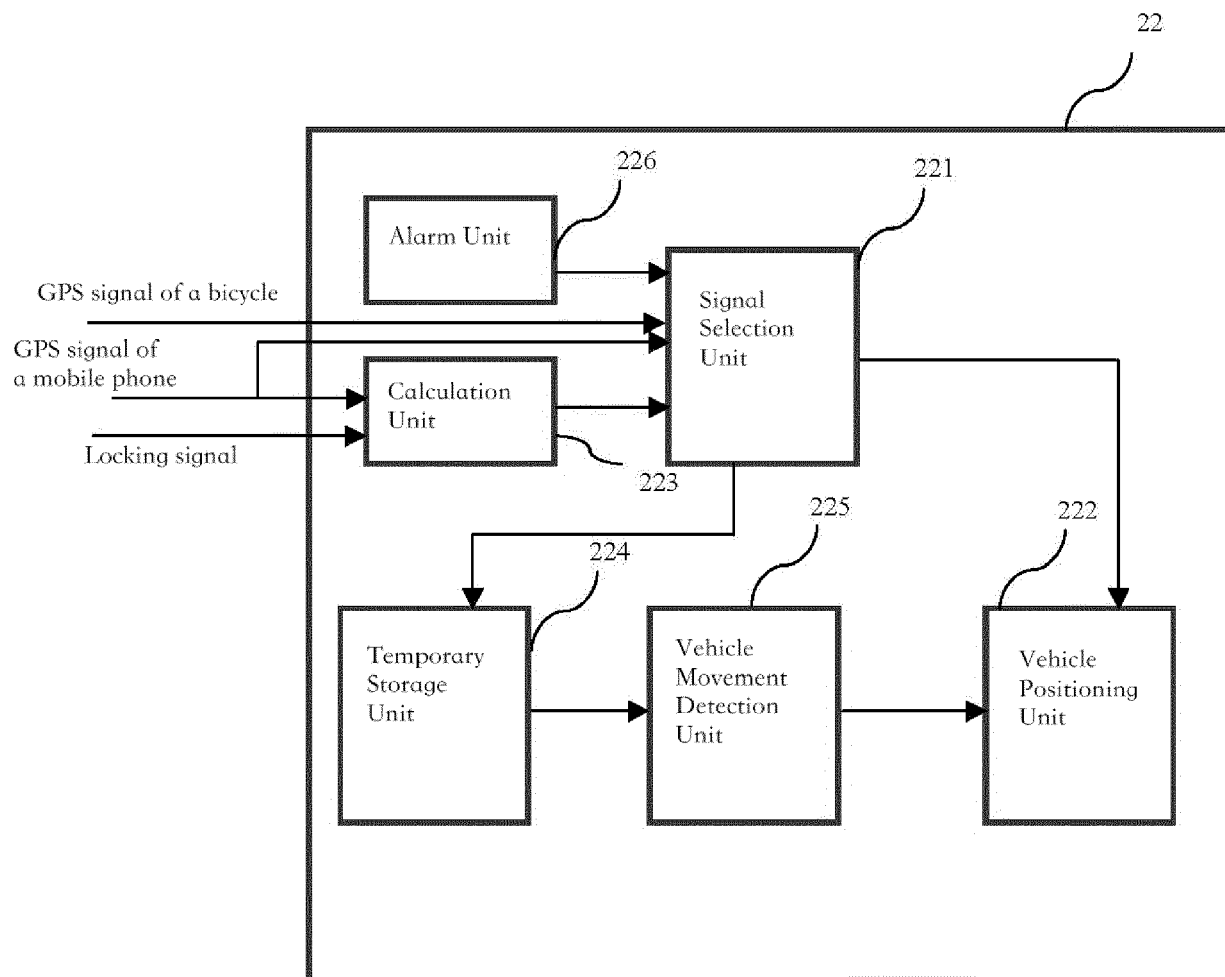 22
226
221
Alarm Unit
GPS signal of a bicycle
Signal
Selection
Unit
GPS signal of
a mobile phone
Calculation
Unit
Locking signal
223
225
222
224
Temporary
Storage
Unit
Vehicle
Movement
Detection
Unit
Vehicle
Positioning
Unit